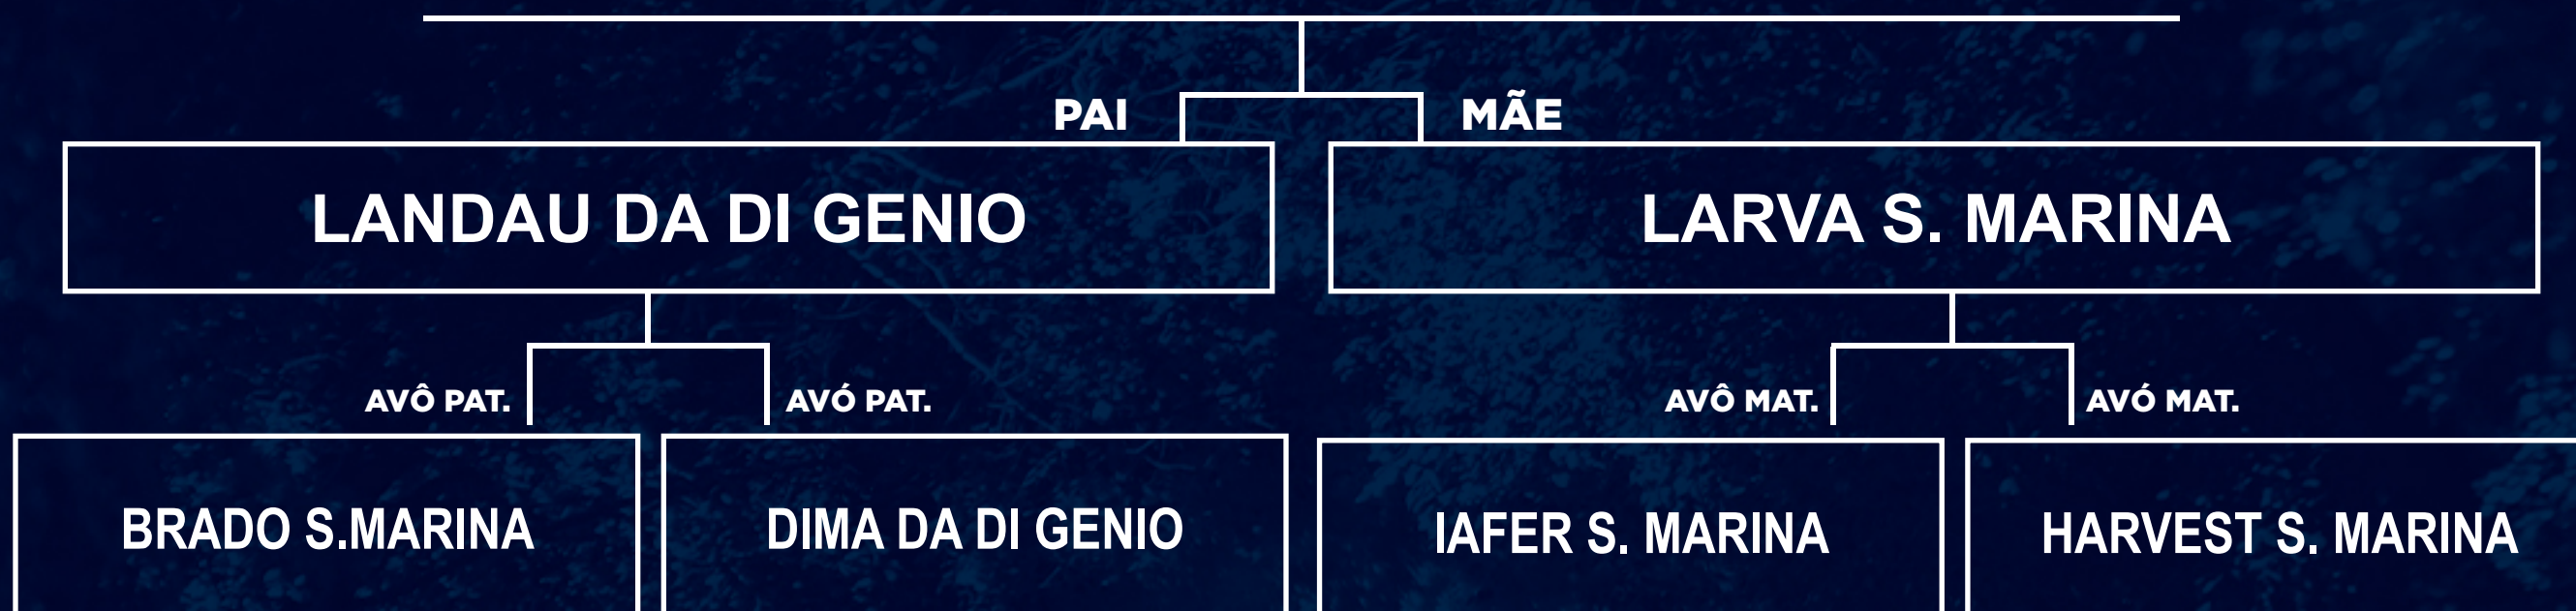 PAI
MÃE
LANDAU DA DI GENIO
LARVA S. MARINA
AVÔ PAT.
AVÓ PAT.
AVÔ MAT.
AVÓ MAT.
BRADO S.MARINA
DIMA DA DI GENIO
IAFER S. MARINA
HARVEST S. MARINA